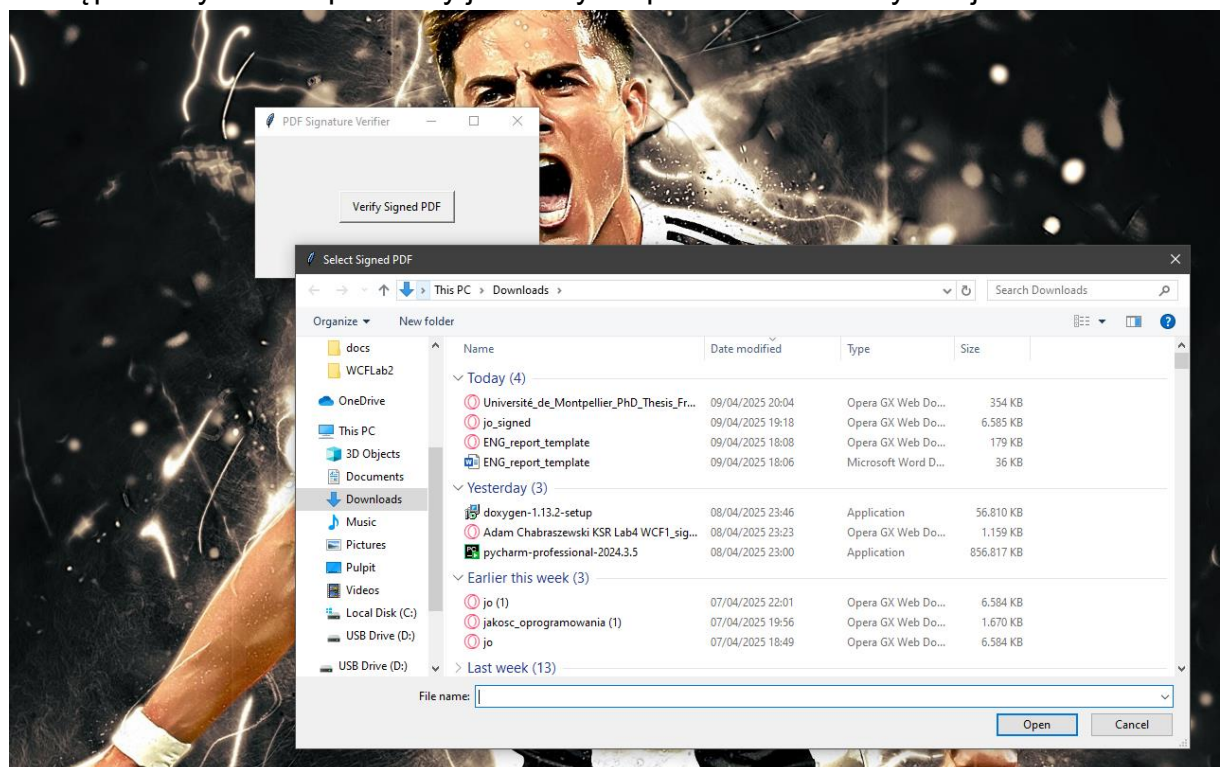 PDF Signature Verifier
Verify Signed PDF
Select Signed PDF
This PC > Downloads >
Search Downloads
Organize
New folder
docs
WCFLab2
OneDrive
This PC
3D Objects
Documents
Downloads
Music
Pictures
Pulpit
Videos
Local Disk (C:)
USB Drive (D:)
USB Drive (D:)
Name Date modified Type Size
Today (4)
Université_de_Montpellier_PhD_Thesis_Fr... 09/04/2025 20:04 Opera GX Web Do... 354 KB
jo_signed 09/04/2025 19:18 Opera GX Web Do... 6.585 KB
ENG_report_template 09/04/2025 18:08 Opera GX Web Do... 179 KB
ENG_report_template 09/04/2025 18:06 Microsoft Word D... 36 KB
Yesterday (3)
doxygen-1.13.2-setup 08/04/2025 23:46 Application 56.810 KB
Adam Chabraszewski KSR Lab4 WCF1_sig... 08/04/2025 23:23 Opera GX Web Do... 1.159 KB
pycharm-professional-2024.3.5 08/04/2025 23:00 Application 856.817 KB
Earlier this week (3)
jo (1) 07/04/2025 22:01 Opera GX Web Do... 6.584 KB
jakosc_oprogramowania (1) 07/04/2025 19:56 Opera GX Web Do... 1.670 KB
jo 07/04/2025 18:49 Opera GX Web Do... 6.584 KB
Last week (13)
File name:
Open
Cancel